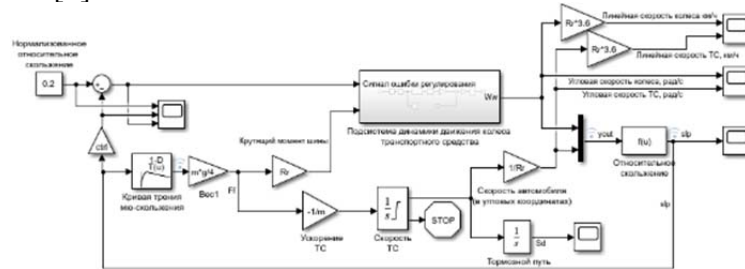 Линейная скорость колеса км/ч
Rr*3.6
Нормализованное
относительное
скольжение
Rr*3.6
Линейная скорость ТС, км/ч
0.2
Сигнал ошибки регулирования
Ww
Угловая скорость колеса, рад/с
Угловая скорость ТС, рад/с
Подсистема динамики движения колеса
транспортного средства
ctrl
Крутящий момент шины
yout
f(u)
slp
Относительное
скольжение
1-D
T(u)
m*g/4
Rr
1/Rr
Кривая трения
мю-скольжения
Вес1
Ff
Скорость автомобиля
(в угловых координатах)
slp
-1/m
1
s
STOP
Ускорение
ТС
Скорость
ТС
1
s
Sd
Тормозной путь